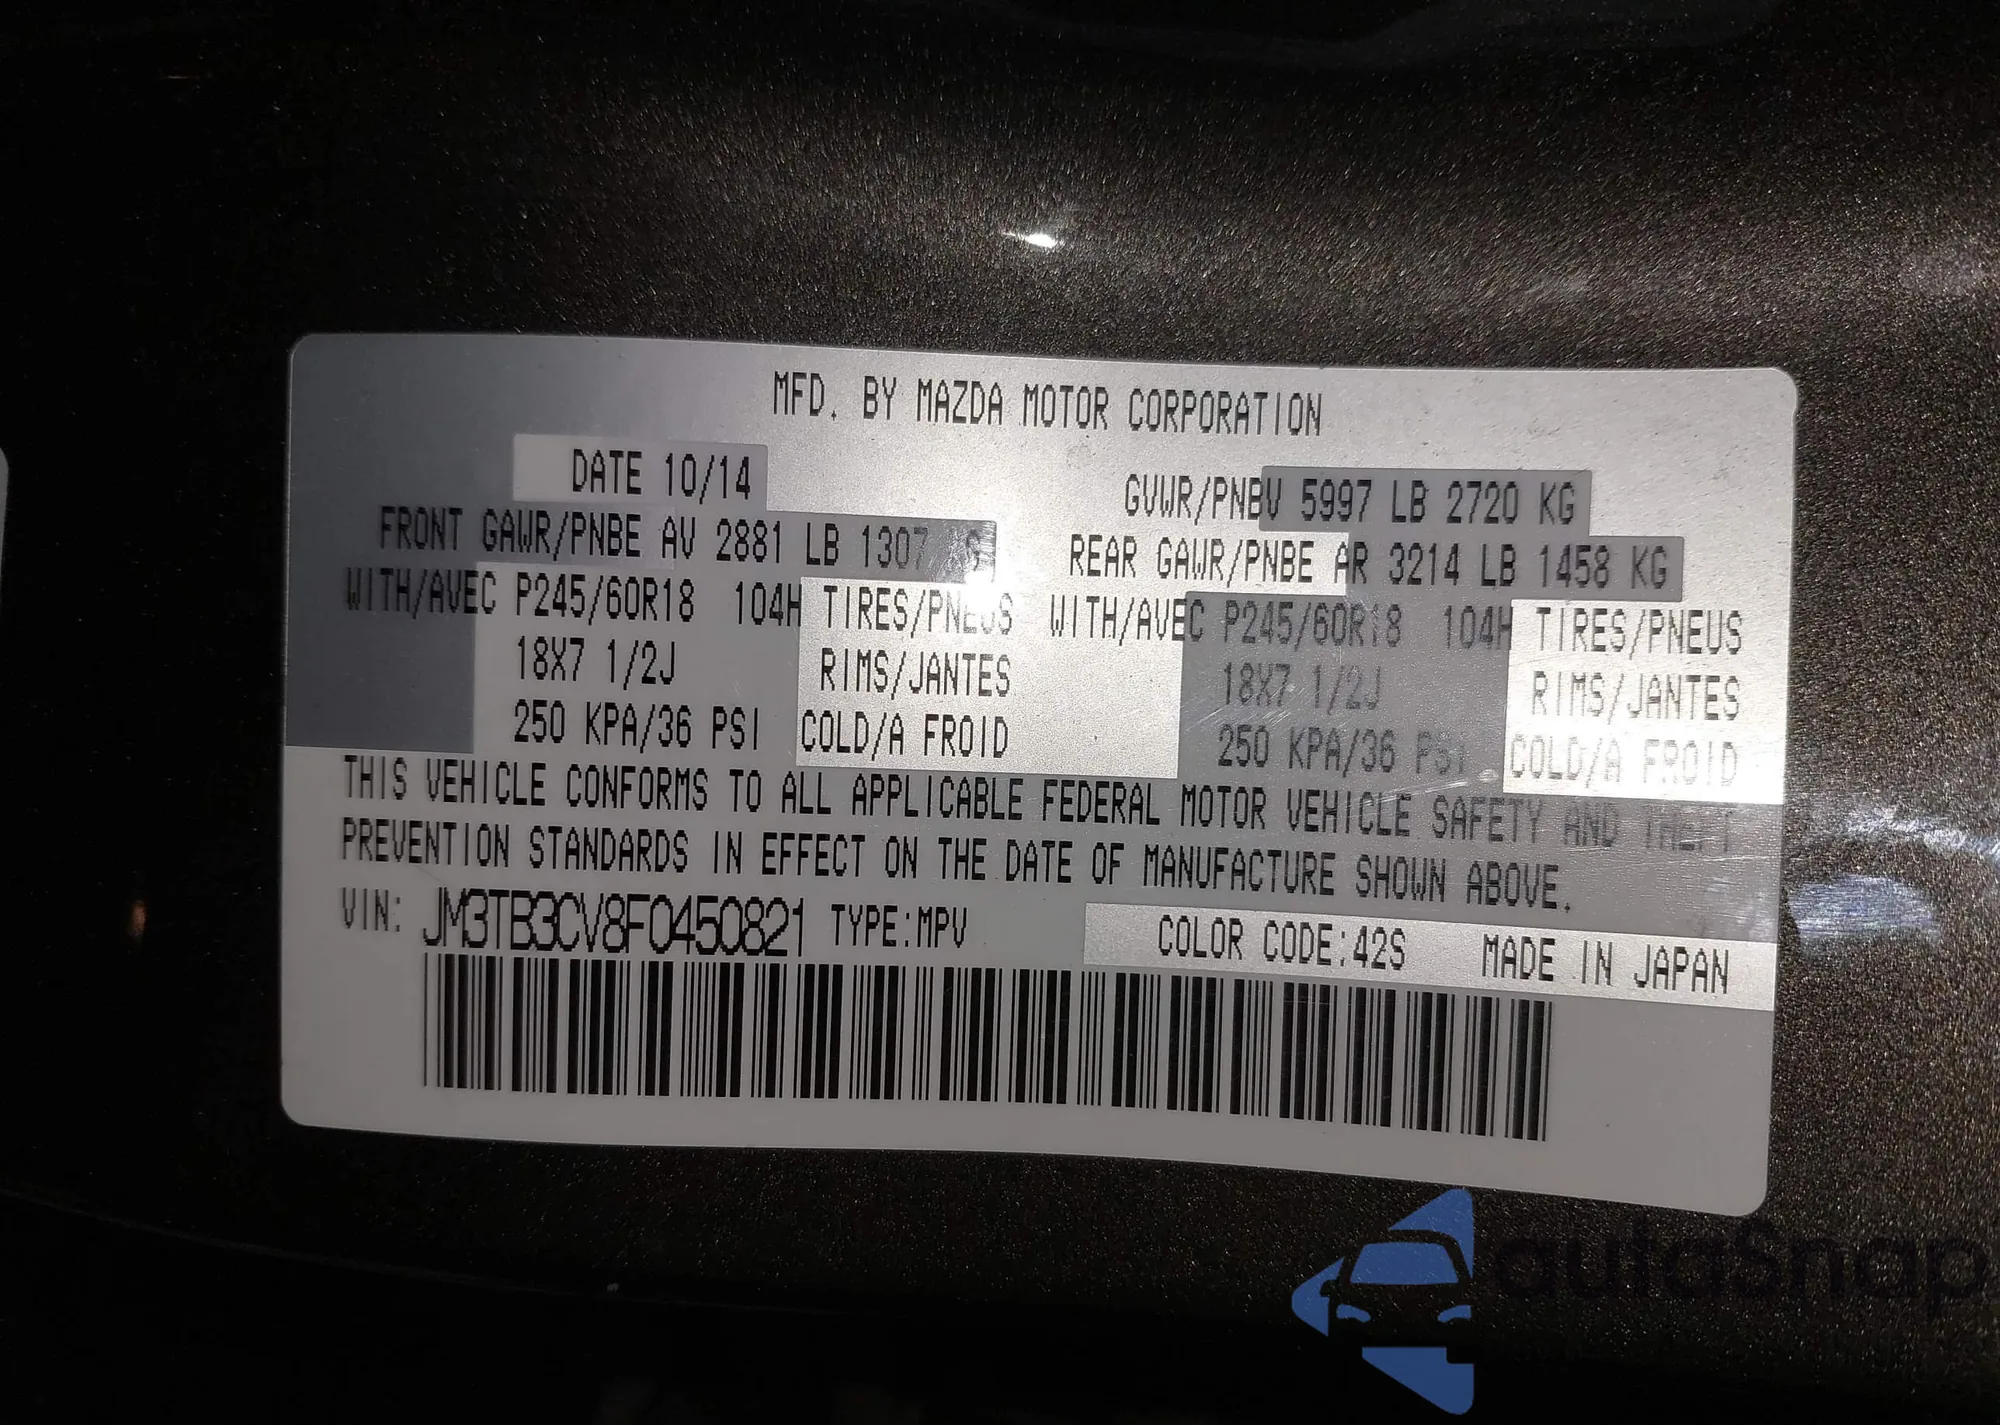 MFD. BY MAZDA MOTOR CORPORATION
DATE 10/14
GVWR/PNBV 5997 LB 2720 KG
FRONT GAWR/PNBE AV 2881 LB 1307 KG
REAR GAWR/PNBE AR 3214 LB 1458 KG
WITH/AVEC P245/60R18 104H TIRES/PNEUS
WITH/AVEC P245/60R18 104H TIRES/PNEUS
18X7 1/2J RIMS/JANTES
18X7 1/2J RIMS/JANTES
250 KPA/36 PSI COLD/A FROID
250 KPA/36 PSI COLD/A FROID
THIS VEHICLE CONFORMS TO ALL APPLICABLE FEDERAL MOTOR VEHICLE SAFETY AND THEFT
PREVENTION STANDARDS IN EFFECT ON THE DATE OF MANUFACTURE SHOWN ABOVE.
VIN: JM3TB3CV8F0450821 TYPE:MPV COLOR CODE:42S MADE IN JAPAN
autaSnap